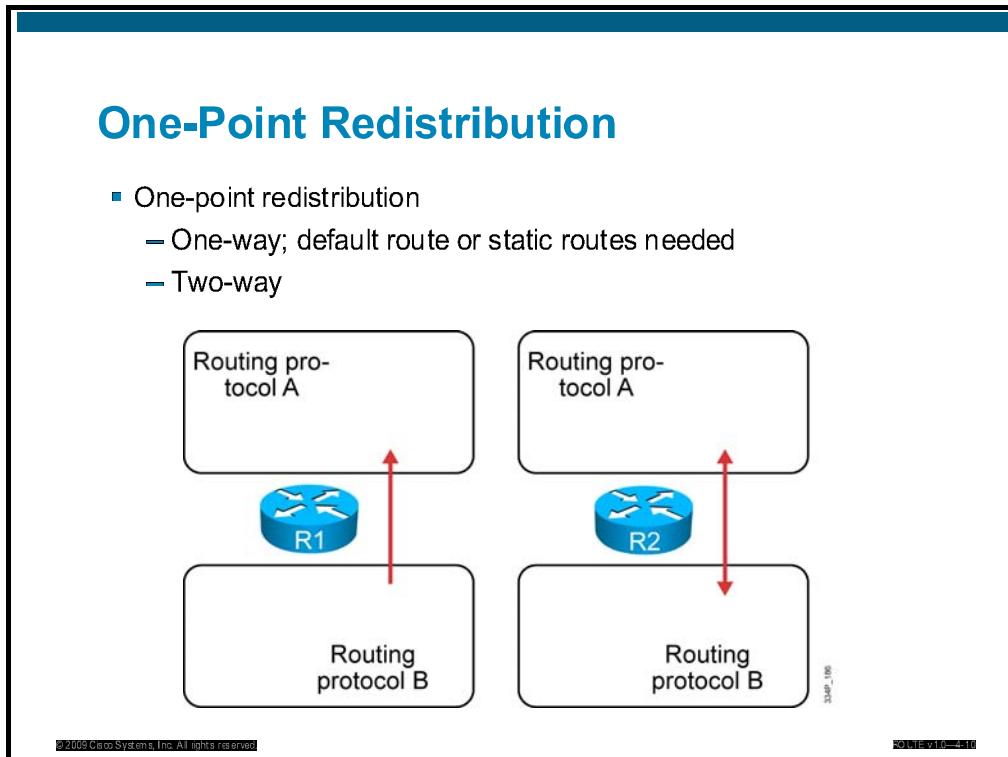 One-Point Redistribution
One-point redistribution
One-way; default route or static routes needed
Two-way
Routing pro-
tocol A
Routing pro-
tocol A
R1
R2
Routing
protocol B
Routing
protocol B
334P_186
© 2009 Cisco Systems, Inc. All rights reserved.
ROUTE v1.0—4-10